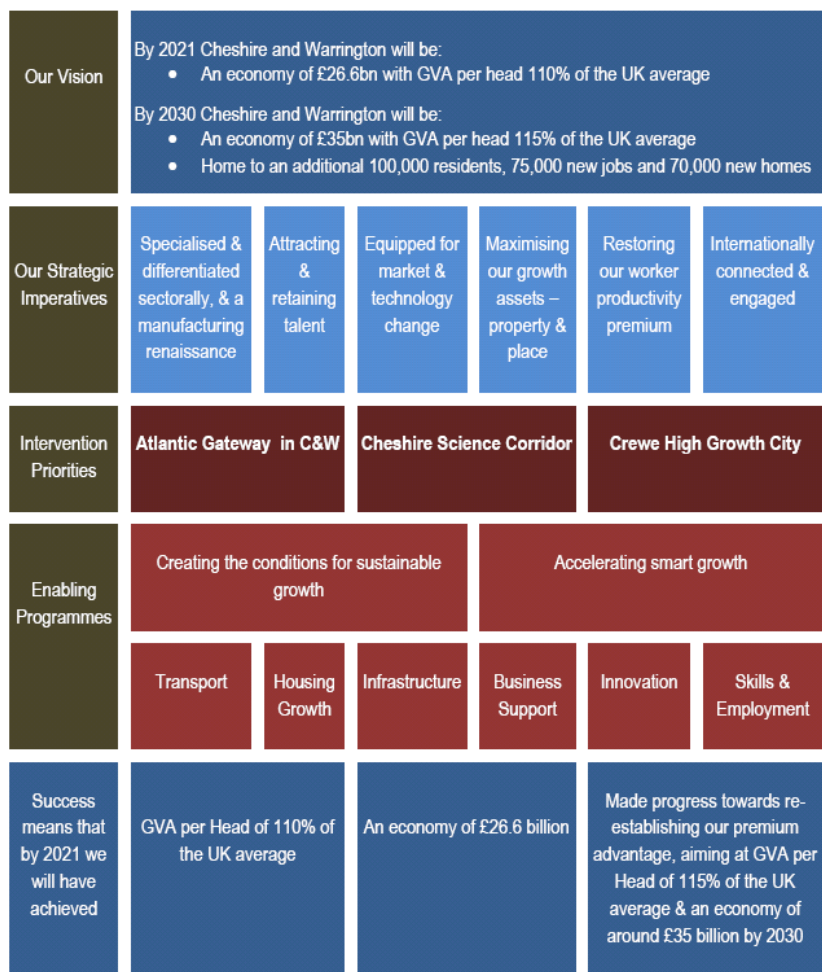 Our Vision
By 2021 Cheshire and Warrington will be:
• An economy of £26.6bn with GVA per head 110% of the UK average
By 2030 Cheshire and Warrington will be:
• An economy of £35bn with GVA per head 115% of the UK average
• Home to an additional 100,000 residents, 75,000 new jobs and 70,000 new homes
Our Strategic
Imperatives
Specialised &
differentiated
sectorally, & a
manufacturing
renaissance
Attracting
&
retaining
talent
Equipped for
market &
technology
change
Maximising
our growth
assets –
property &
place
Restoring
our worker
productivity
premium
Internationally
connected &
engaged
Intervention
Priorities
Atlantic Gateway in C&W
Cheshire Science Corridor
Crewe High Growth City
Enabling
Programmes
Creating the conditions for sustainable
growth
Accelerating smart growth
Transport
Housing
Growth
Infrastructure
Business
Support
Innovation
Skills &
Employment
Success
means that
by 2021 we
will have
achieved
GVA per Head of 110% of
the UK average
An economy of £26.6 billion
Made progress towards re-
establishing our premium
advantage, aiming at GVA per
Head of 115% of the UK
average & an economy of
around £35 billion by 2030